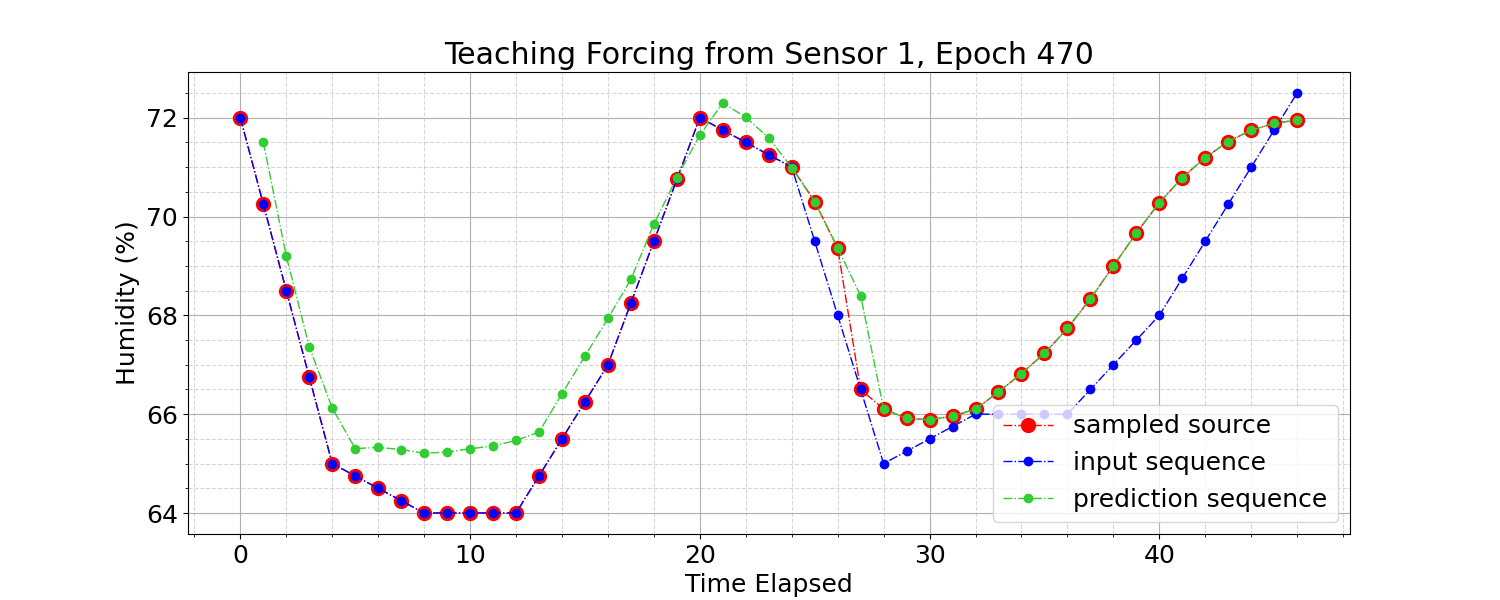 Teaching Forcing from Sensor 1, Epoch 470
Humidity (%)
72
70
68
66
64
0 10 20 30 40
Time Elapsed
sampled source
input sequence
prediction sequence